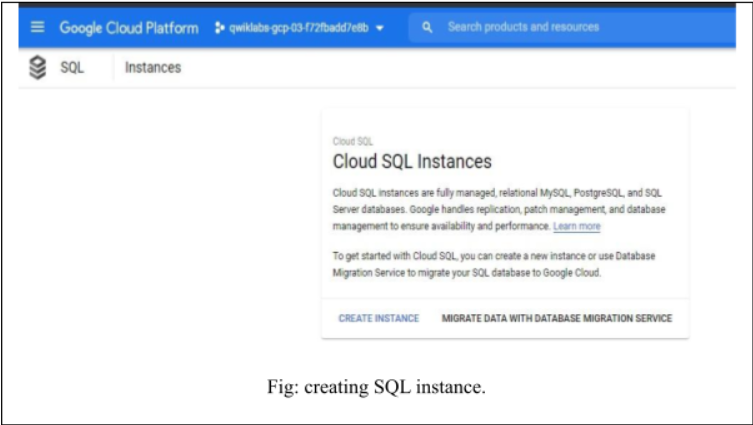 Google Cloud Platform qwiklabs-gcp-03-f72fbadd7e8b Search products and resources
SQL Instances
Cloud SQL
Cloud SQL Instances
Cloud SQL instances are fully managed, relational MySQL, PostgreSQL, and SQL
Server databases. Google handles replication, patch management, and database
management to ensure availability and performance. Learn more
To get started with Cloud SQL, you can create a new instance or use Database
Migration Service to migrate your SQL database to Google Cloud.
CREATE INSTANCE MIGRATE DATA WITH DATABASE MIGRATION SERVICE
Fig: creating SQL instance.